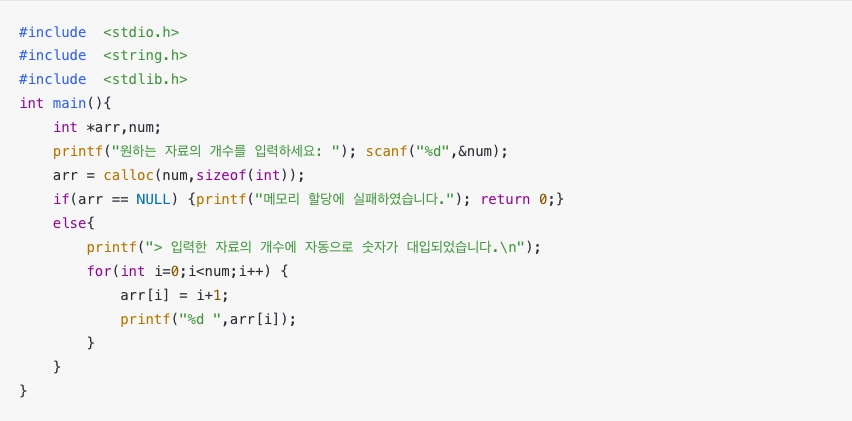 #include  <stdio.h>
#include  <string.h>
#include  <stdlib.h>
int main(){
    int *arr,num;
    printf("원하는 자료의 개수를 입력하세요: "); scanf("%d",&num);
    arr = calloc(num,sizeof(int));
    if(arr == NULL) {printf("메모리 할당에 실패하였습니다."); return 0;}
    else{
        printf("> 입력한 자료의 개수에 자동으로 숫자가 대입되었습니다.\n");
        for(int i=0;i<num;i++) {
            arr[i] = i+1;
            printf("%d ",arr[i]);
        }
    }
}